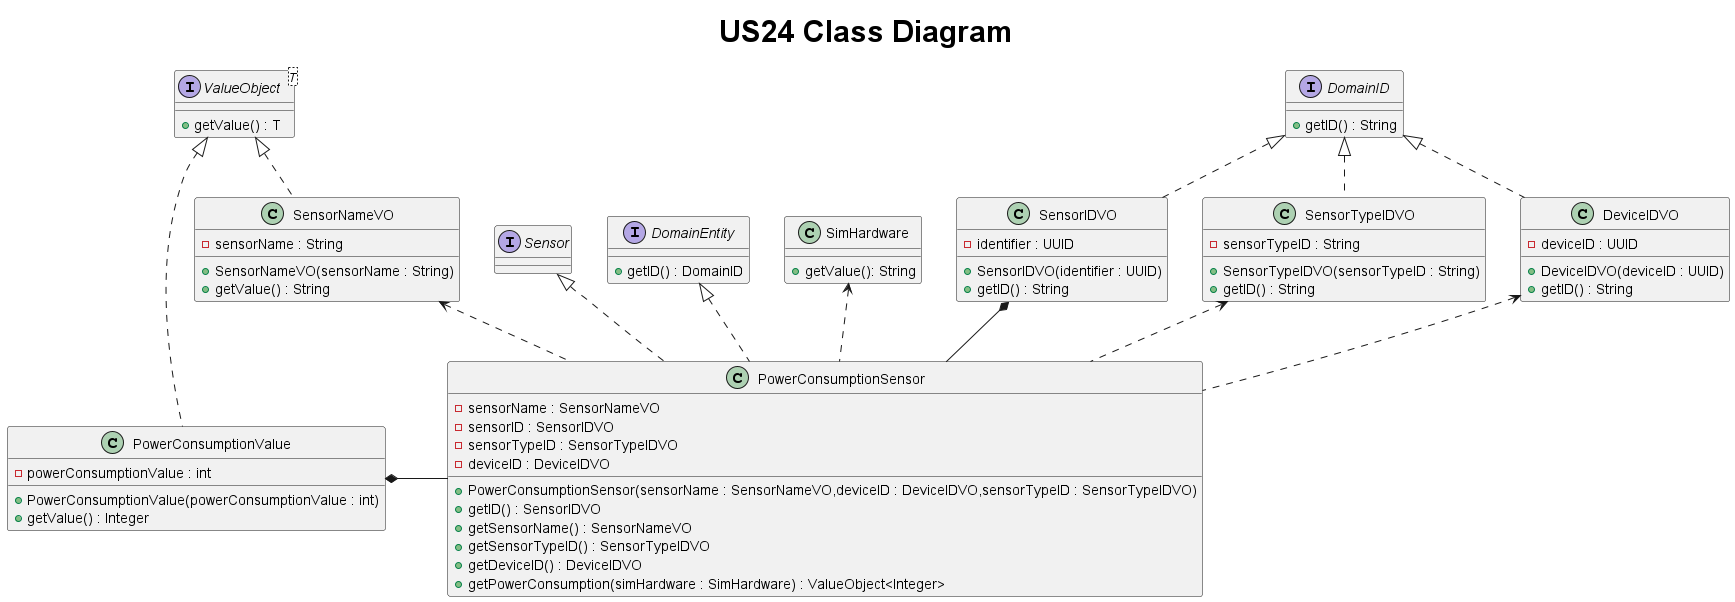 US24 Class Diagram
I ValueObject T
getValue() : T
I DomainID
getID() : String
C SensorNameVO
sensorName : String
SensorNameVO(sensorName : String)
getValue() : String
I Sensor
I DomainEntity
getID() : DomainID
C SimHardware
getValue(): String
C SensorIDVO
identifier : UUID
SensorIDVO(identifier : UUID)
getID() : String
C SensorTypeIDVO
sensorTypeID : String
SensorTypeIDVO(sensorTypeID : String)
getID() : String
C DeviceIDVO
deviceID : UUID
DeviceIDVO(deviceID : UUID)
getID() : String
C PowerConsumptionValue
powerConsumptionValue : int
PowerConsumptionValue(powerConsumptionValue : int)
getValue() : Integer
C PowerConsumptionSensor
sensorName : SensorNameVO
sensorID : SensorIDVO
sensorTypeID : SensorTypeIDVO
deviceID : DeviceIDVO
PowerConsumptionSensor(sensorName : SensorNameVO,deviceID : DeviceIDVO,sensorTypeID : SensorTypeIDVO)
getID() : SensorIDVO
getSensorName() : SensorNameVO
getSensorTypeID() : SensorTypeIDVO
getDeviceID() : DeviceIDVO
getPowerConsumption(simHardware : SimHardware) : ValueObject<Integer>